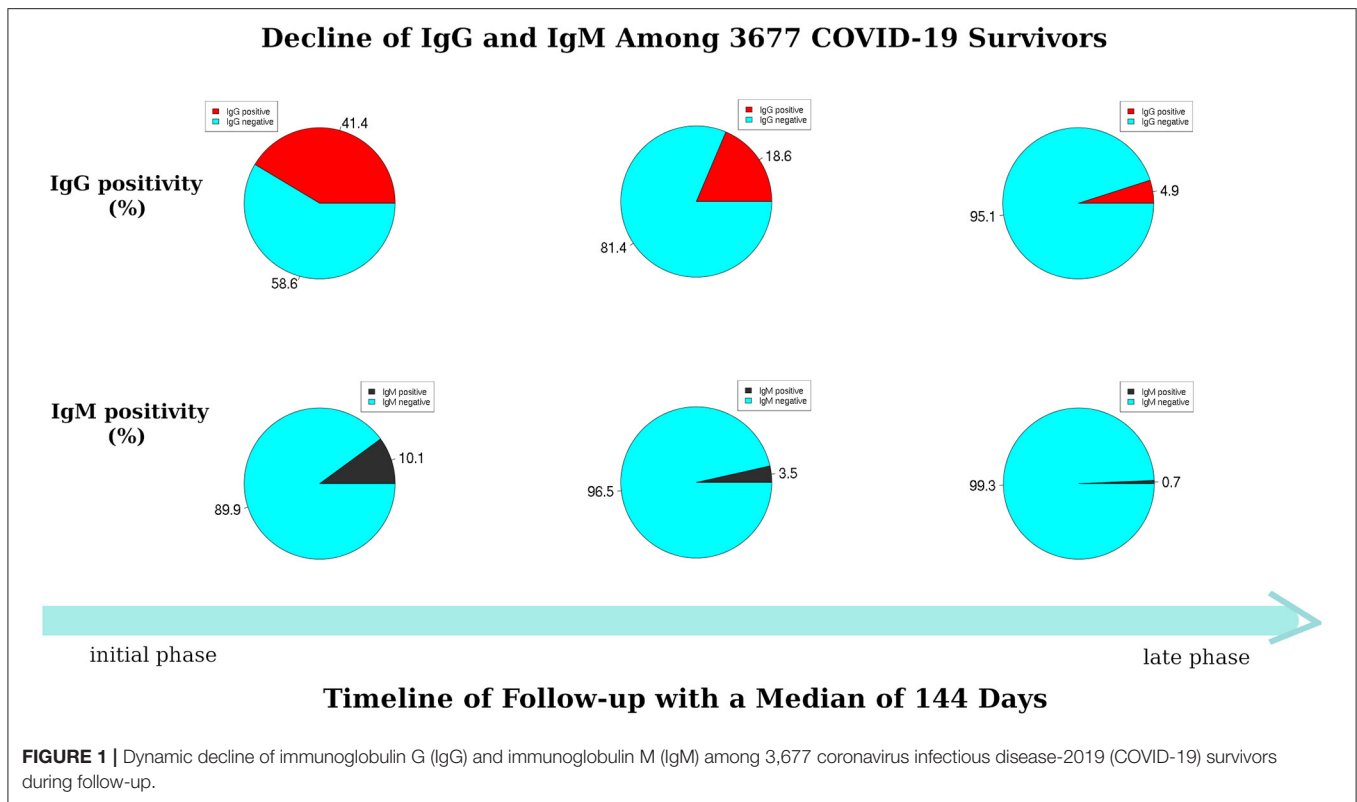 Decline of IgG and IgM Among 3677 COVID-19 Survivors
IgG positivity
(%)
IgG positive
IgG negative
41.4
58.6
IgG positive
IgG negative
18.6
81.4
IgG positive
IgG negative
4.9
95.1
IgM positivity
(%)
IgM positive
IgM negative
10.1
89.9
IgM positive
IgM negative
3.5
96.5
IgM positive
IgM negative
0.7
99.3
initial phase
late phase
Timeline of Follow-up with a Median of 144 Days
FIGURE 1 | Dynamic decline of immunoglobulin G (IgG) and immunoglobulin M (IgM) among 3,677 coronavirus infectious disease-2019 (COVID-19) survivors
during follow-up.